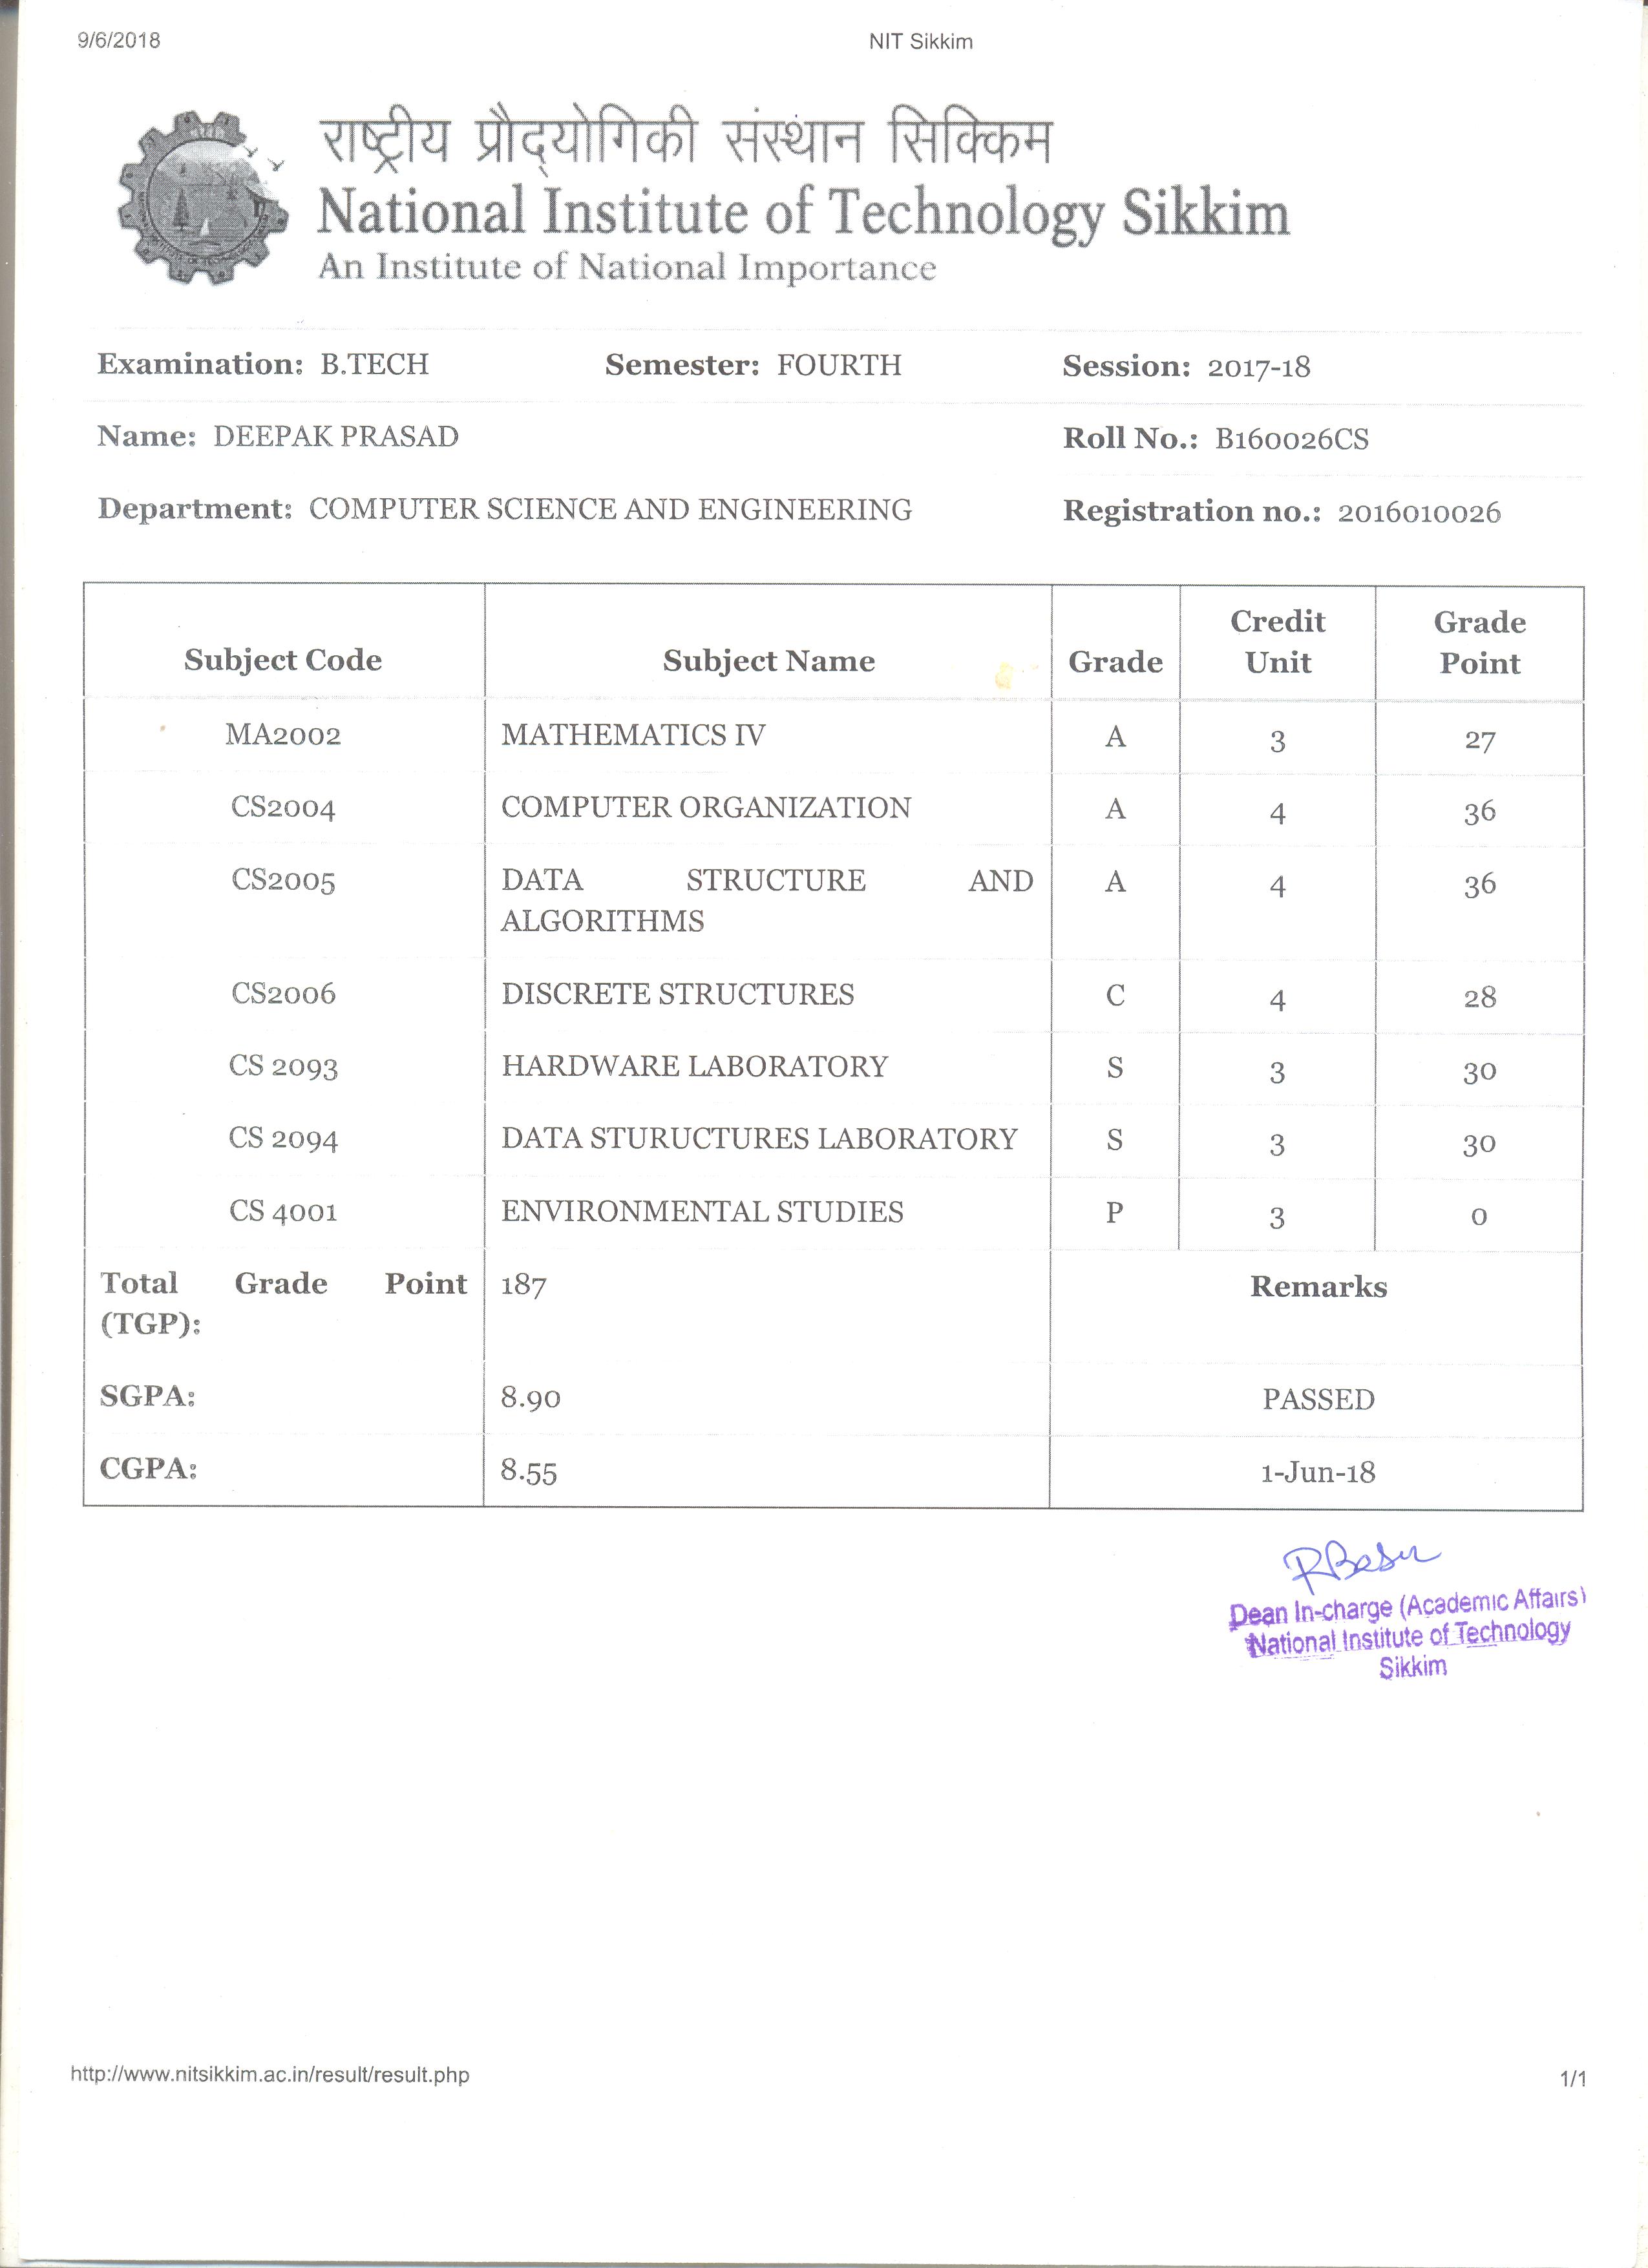 9/6/2018 NIT Sikkim
राष्ट्रीय प्रौद्योगिकी संस्थान सिक्किम
National Institute of Technology Sikkim
An Institute of National Importance
Examination: B.TECH Semester: FOURTH Session: 2017-18
Name: DEEPAK PRASAD Roll No.: B160026CS
Department: COMPUTER SCIENCE AND ENGINEERING Registration no.: 2016010026
Subject Code Subject Name Grade Credit Unit Grade Point
MA2002 MATHEMATICS IV A 3 27
CS2004 COMPUTER ORGANIZATION A 4 36
CS2005 DATA STRUCTURE AND A 4 36
ALGORITHMS
CS2006 DISCRETE STRUCTURES C 4 28
CS 2093 HARDWARE LABORATORY S 3 30
CS 2094 DATA STURUCTURES LABORATORY S 3 30
CS 4001 ENVIRONMENTAL STUDIES P 3 0
Total Grade Point 187 Remarks
(TGP):
SGPA: 8.90 PASSED
CGPA: 8.55 1-Jun-18
RBasu
Dean In-charge (Academic Affairs)
National Institute of Technology
Sikkim
http://www.nitsikkim.ac.in/result/result.php 1/1